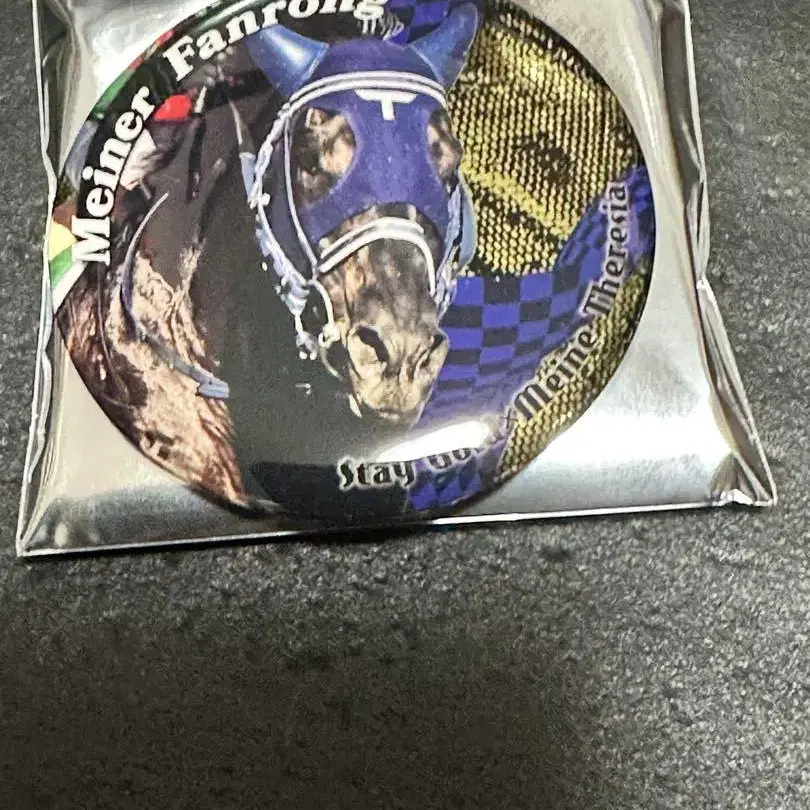 Meiner Fanrong
Stay Gold×Meine Theresia